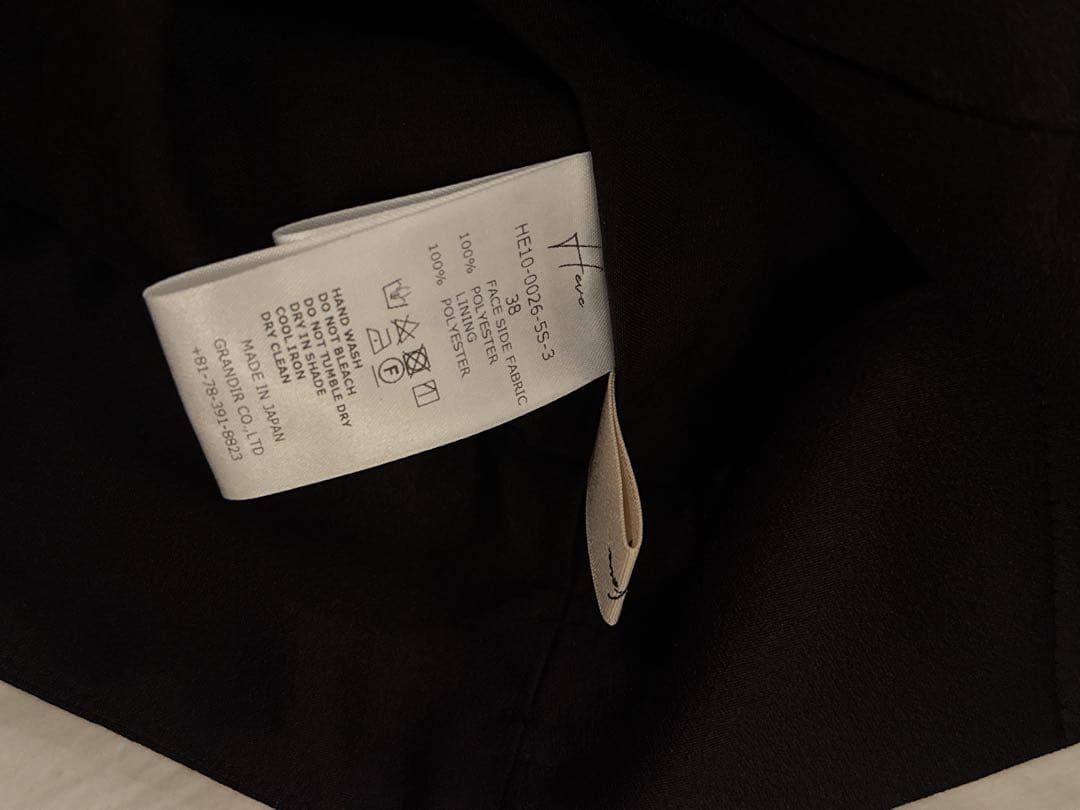 HE10-0026-5S-3
38
FACE SIDE FABRIC
100% POLYESTER
LINING
100% POLYESTER
F
HAND WASH
DO NOT BLEACH
DO NOT TUMBLE DRY
DRY IN SHADE
COOL IRON
DRY CLEAN
MADE IN JAPAN
GRANDIR CO.,LTD
+81-78-391-8823